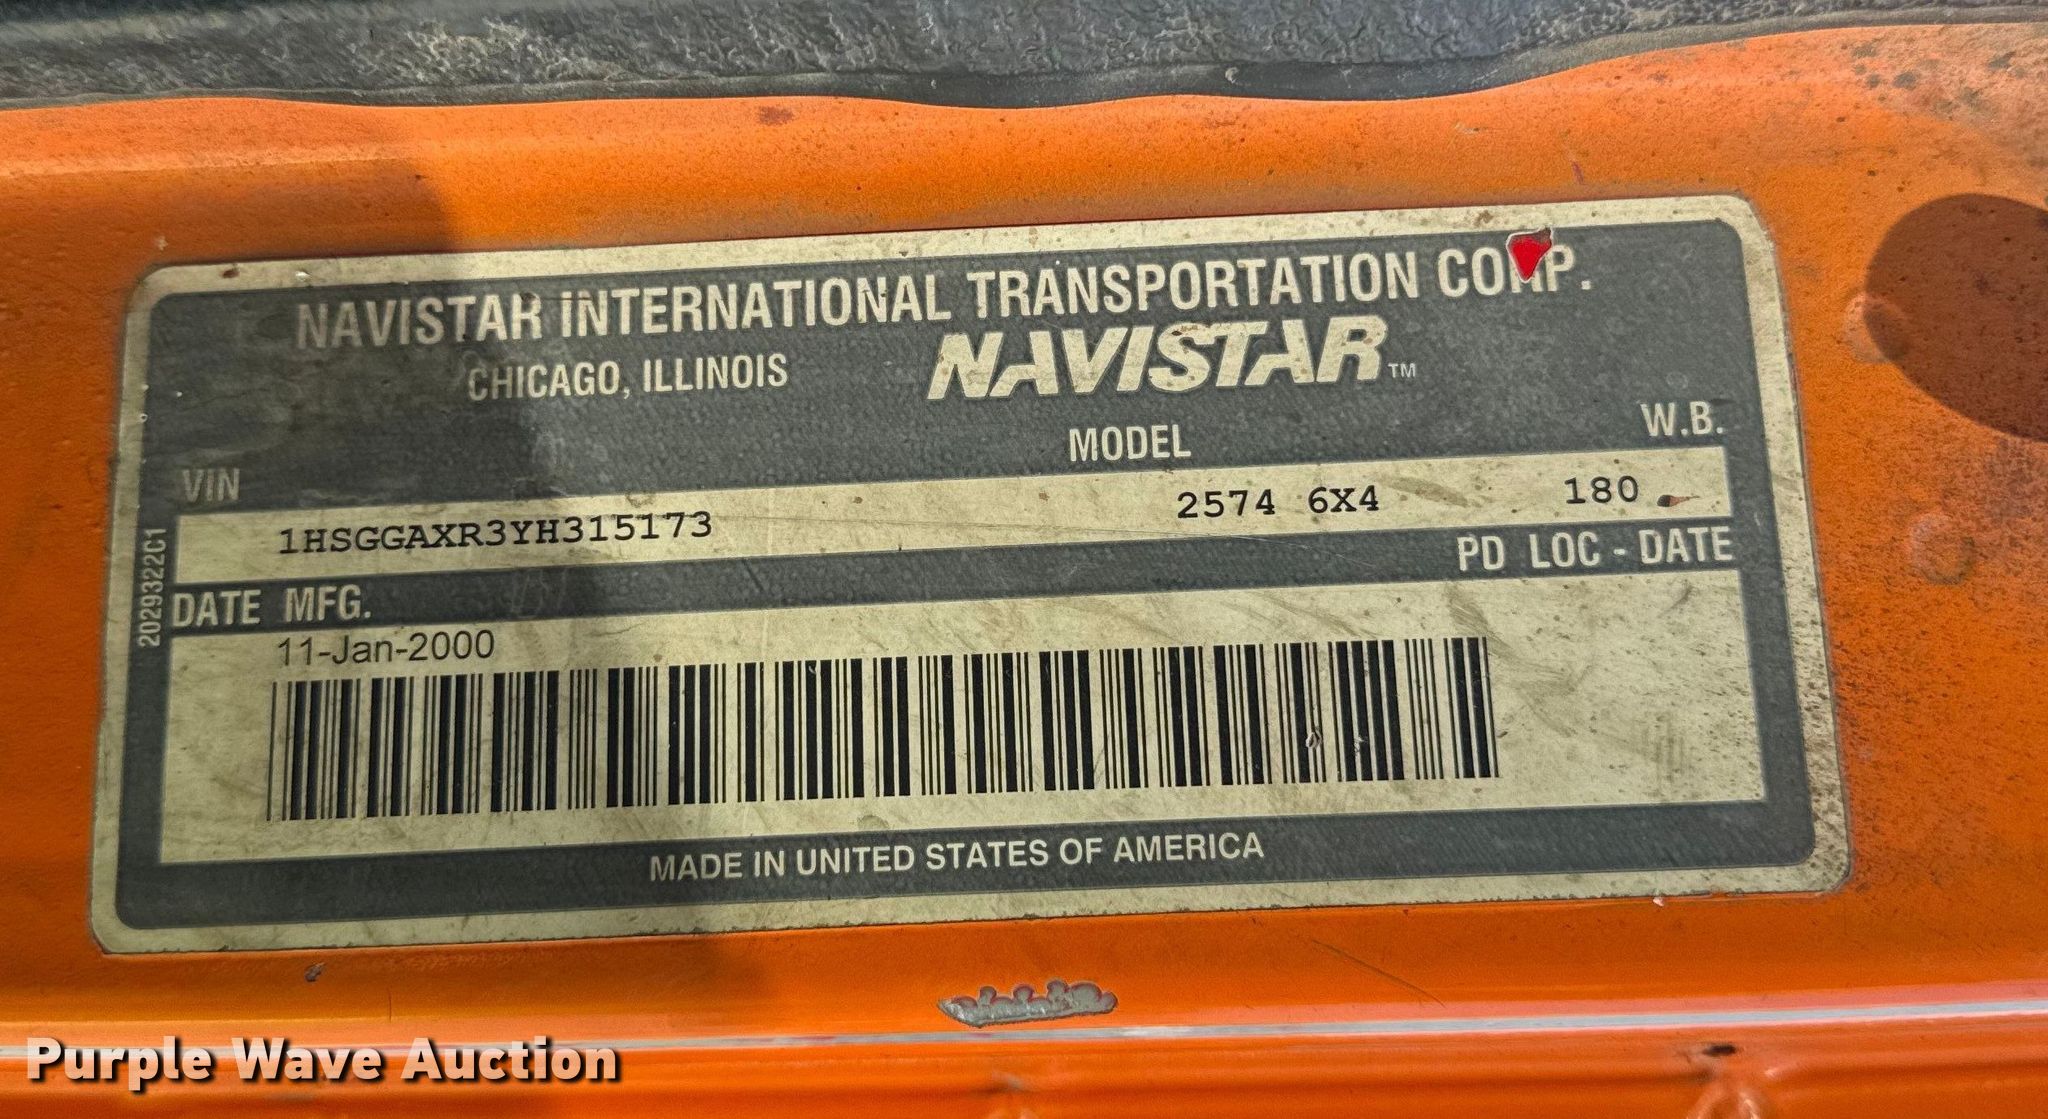 NAVISTAR INTERNATIONAL TRANSPORTATION CORP.
CHICAGO, ILLINOIS
NAVISTAR™
VIN
MODEL
W.B.
1HSGGAXR3YH315173
2574 6X4
180
DATE MFG.
PD LOC - DATE
11-Jan-2000
2029322C1
MADE IN UNITED STATES OF AMERICA
Purple Wave Auction